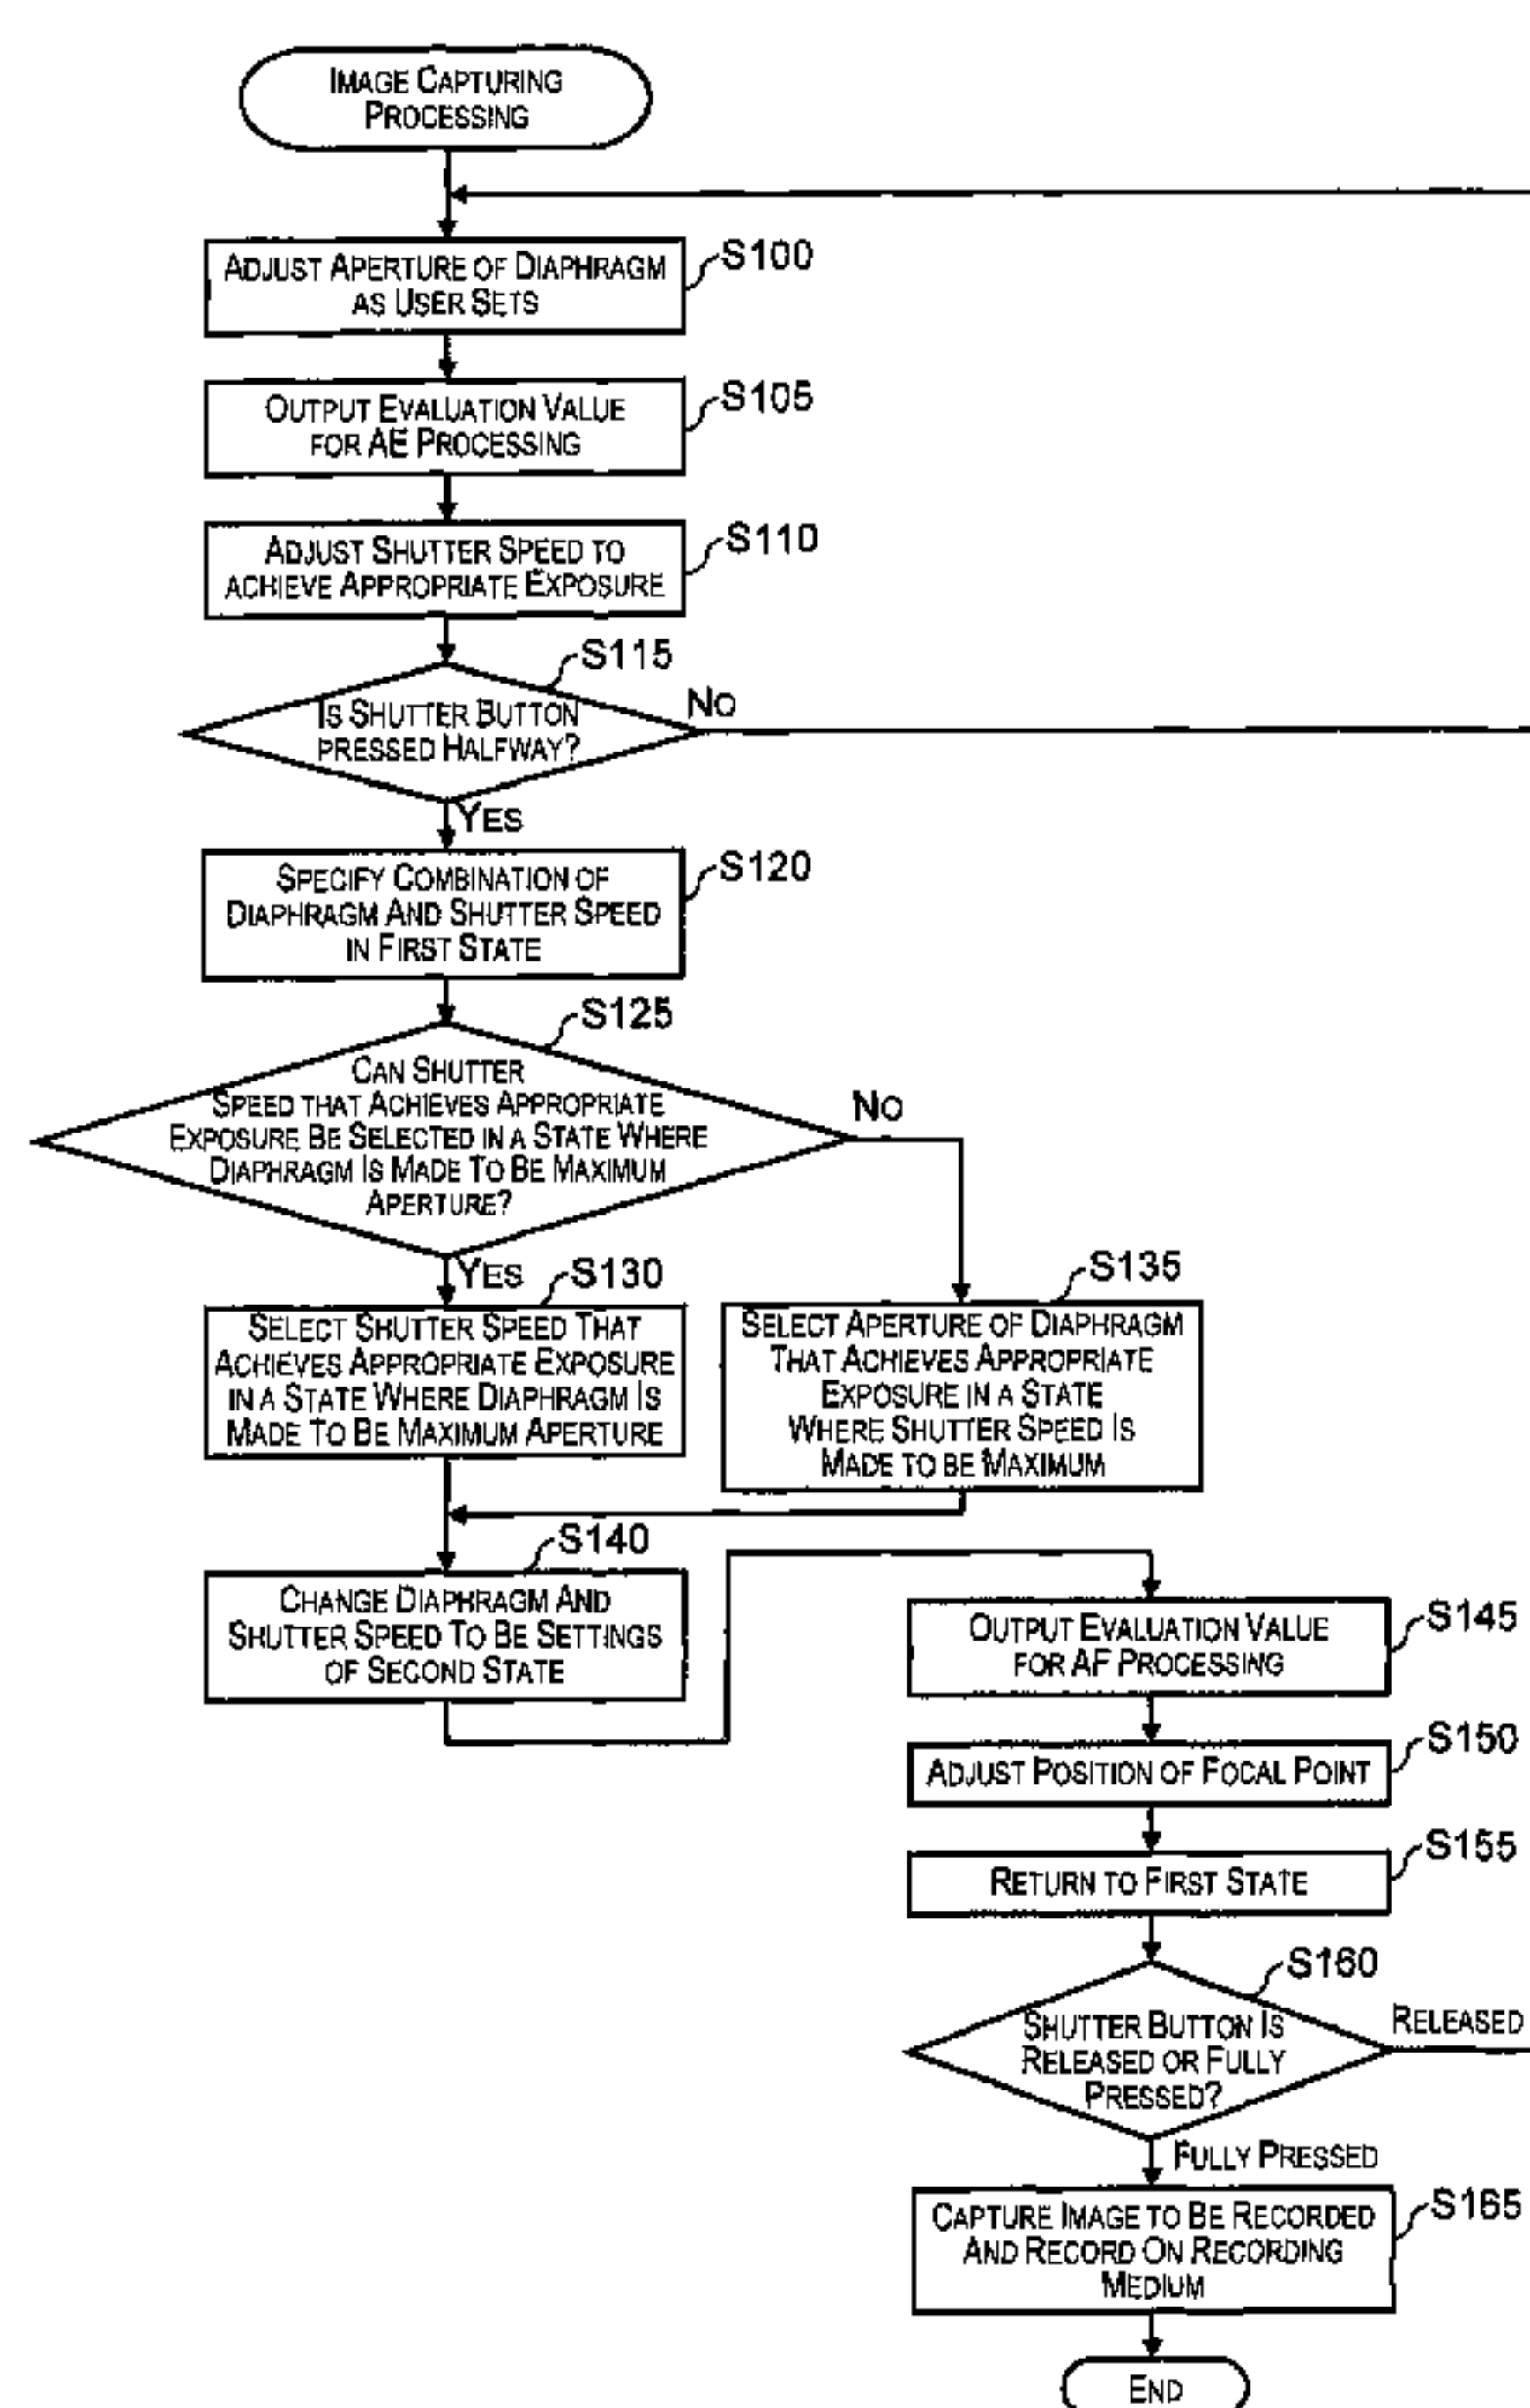 IMAGE CAPTURING
PROCESSING
ADJUST APERTURE OF DIAPHRAGM
AS USER SETS
S100
OUTPUT EVALUATION VALUE
FOR AE PROCESSING
S105
ADJUST SHUTTER SPEED TO
ACHIEVE APPROPRIATE EXPOSURE
S110
S115
IS SHUTTER BUTTON
PRESSED HALFWAY?
NO
YES
SPECIFY COMBINATION OF
DIAPHRAGM AND SHUTTER SPEED
IN FIRST STATE
S120
S125
CAN SHUTTER
SPEED THAT ACHIEVES APPROPRIATE
EXPOSURE BE SELECTED IN A STATE WHERE
DIAPHRAGM IS MADE TO BE MAXIMUM
APERTURE?
NO
YES
S130
SELECT SHUTTER SPEED THAT
ACHIEVES APPROPRIATE EXPOSURE
IN A STATE WHERE DIAPHRAGM IS
MADE TO BE MAXIMUM APERTURE
S135
SELECT APERTURE OF DIAPHRAGM
THAT ACHIEVES APPROPRIATE
EXPOSURE IN A STATE
WHERE SHUTTER SPEED IS
MADE TO BE MAXIMUM
S140
CHANGE DIAPHRAGM AND
SHUTTER SPEED TO BE SETTINGS
OF SECOND STATE
OUTPUT EVALUATION VALUE
FOR AF PROCESSING
S145
ADJUST POSITION OF FOCAL POINT
S150
RETURN TO FIRST STATE
S155
S160
SHUTTER BUTTON IS
RELEASED OR FULLY
PRESSED?
RELEASED
FULLY PRESSED
CAPTURE IMAGE TO BE RECORDED
AND RECORD ON RECORDING
MEDIUM
S165
END